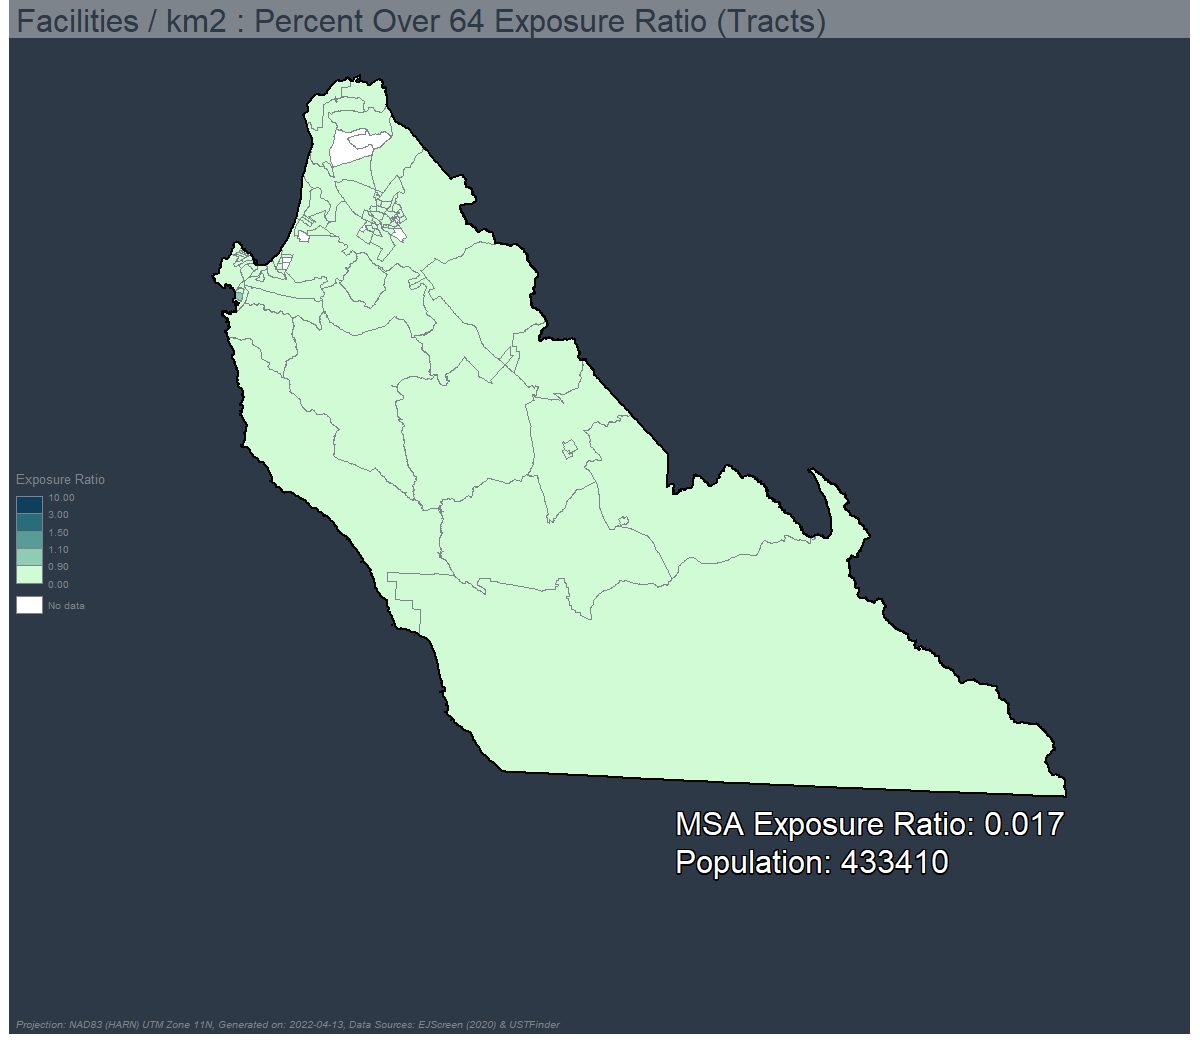 Facilities / km2 : Percent Over 64 Exposure Ratio (Tracts)
Exposure Ratio
10.00
3.00
1.50
1.10
0.90
0.00
No data
MSA Exposure Ratio: 0.017
Population: 433410
Projection: NAD83 (HARN) UTM Zone 11N, Generated on: 2022-04-13, Data Sources: EJScreen (2020) & USTFinder